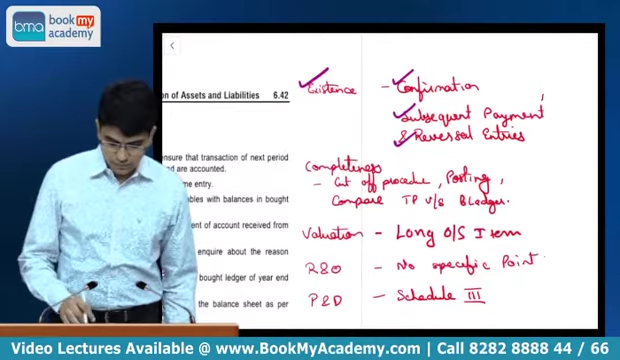 bma book my academy
on of Assets and Liabilities 6.42
Existence - Confirmation
Subsequent Payment
& Reversal Entries
ensure that transaction of next period
ed are accounted.
me entry.
ables with balances in bought
ent of account received from
enquire about the reason
bought ledger of year end
the balance sheet as per
Completeness
- Cut off procedure, Posting,
Compare TP v/s B ledger.
Valuation - Long O/S Item
R&O - No specific Point
P&D - Schedule III
Video Lectures Available @ www.BookMyAcademy.com | Call 8282 8888 44 / 66